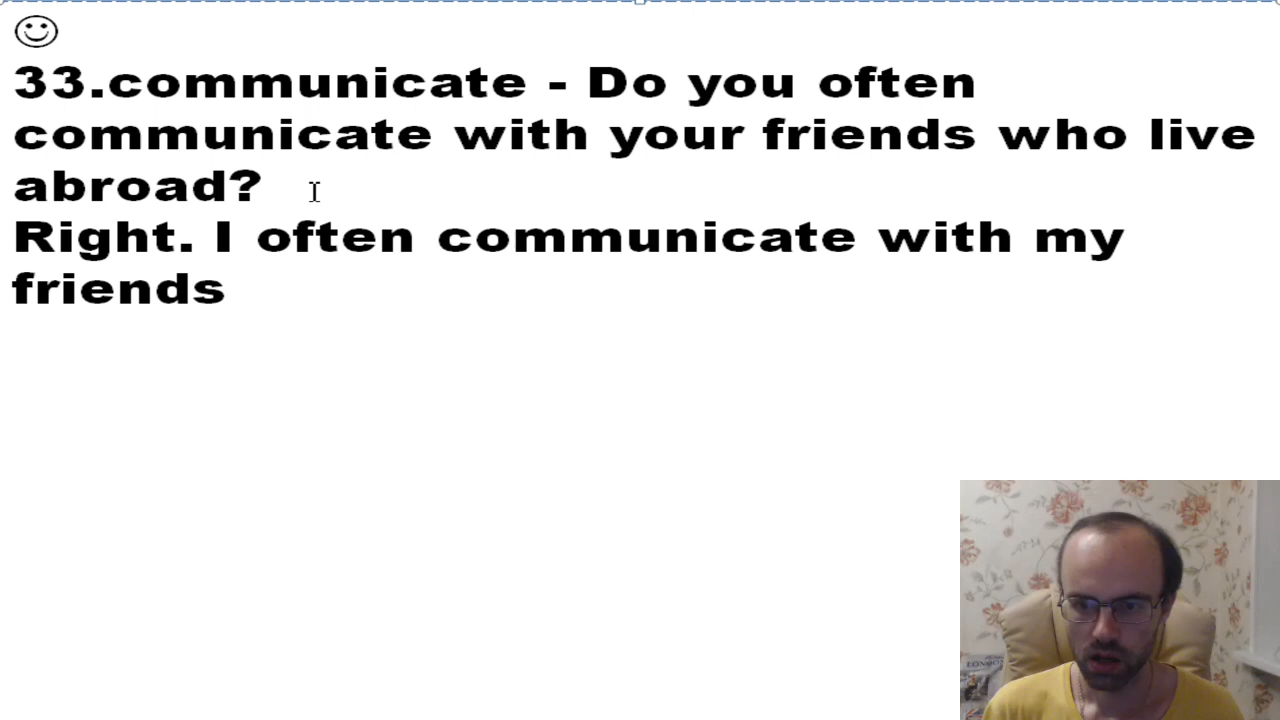 33.communicate - Do you often
communicate with your friends who live
abroad?
Right. I often communicate with my
friends